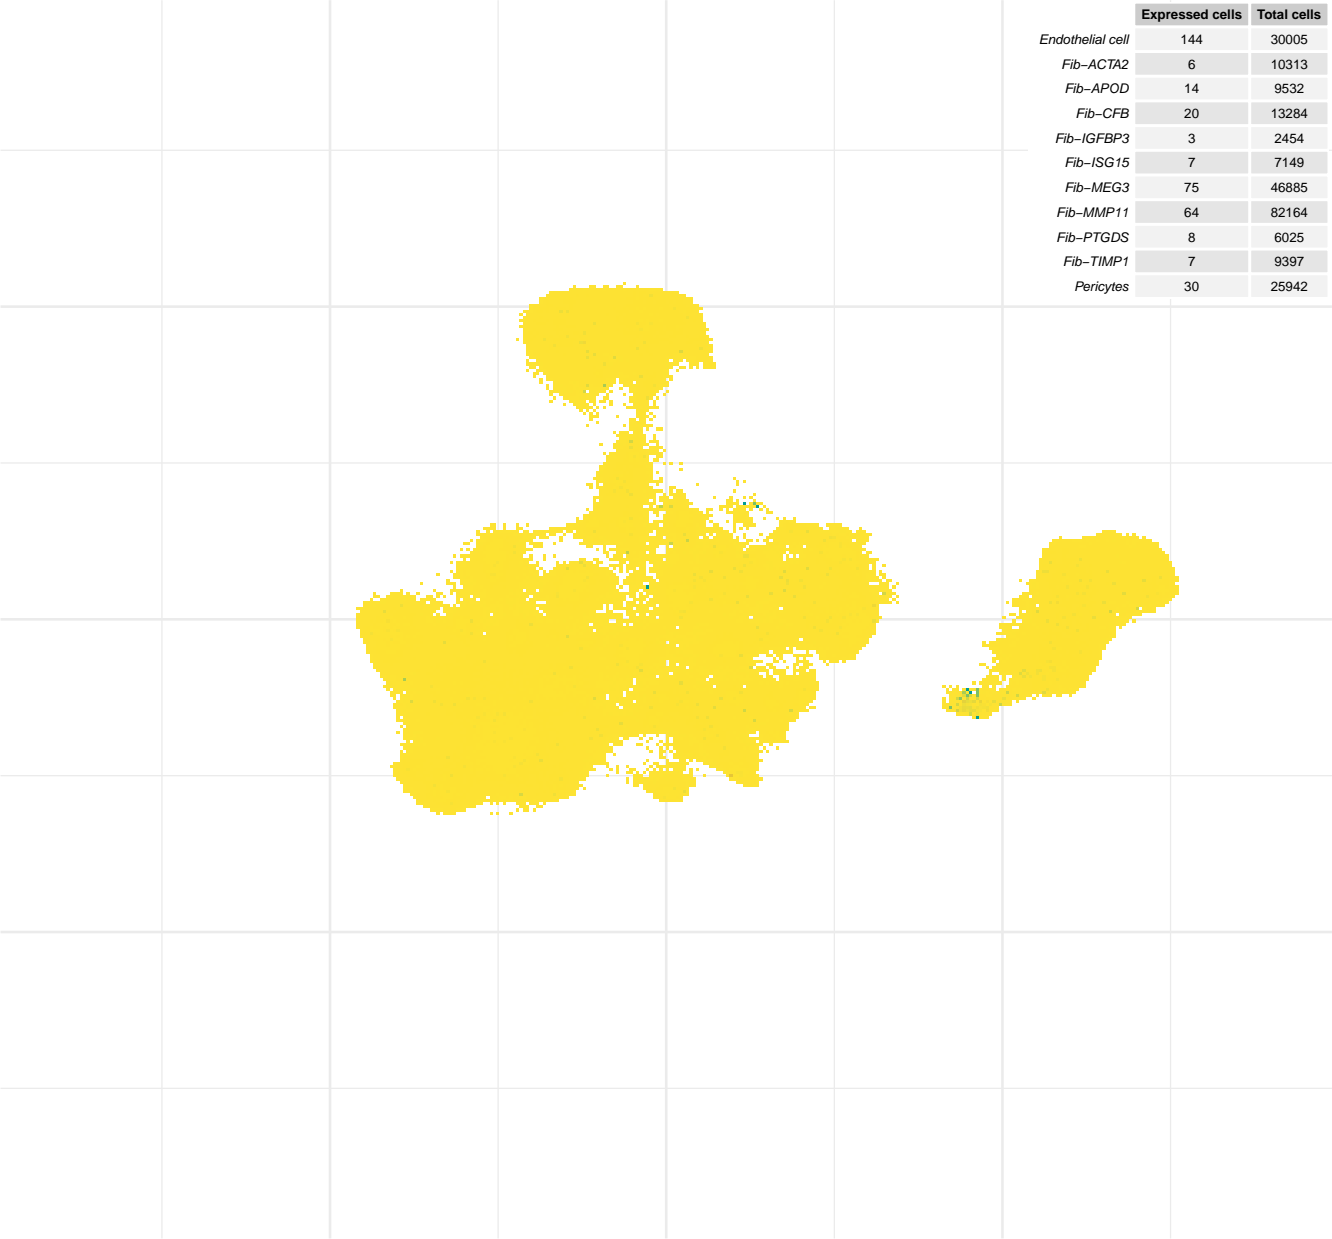 Expressed cells Total cells
Endothelial cell 144 30005
Fib−ACTA2 6 10313
Fib−APOD 14 9532
Fib−CFB 20 13284
Fib−IGFBP3 3 2454
Fib−ISG15 7 7149
Fib−MEG3 75 46885
Fib−MMP11 64 82164
Fib−PTGDS 8 6025
Fib−TIMP1 7 9397
Pericytes 30 25942